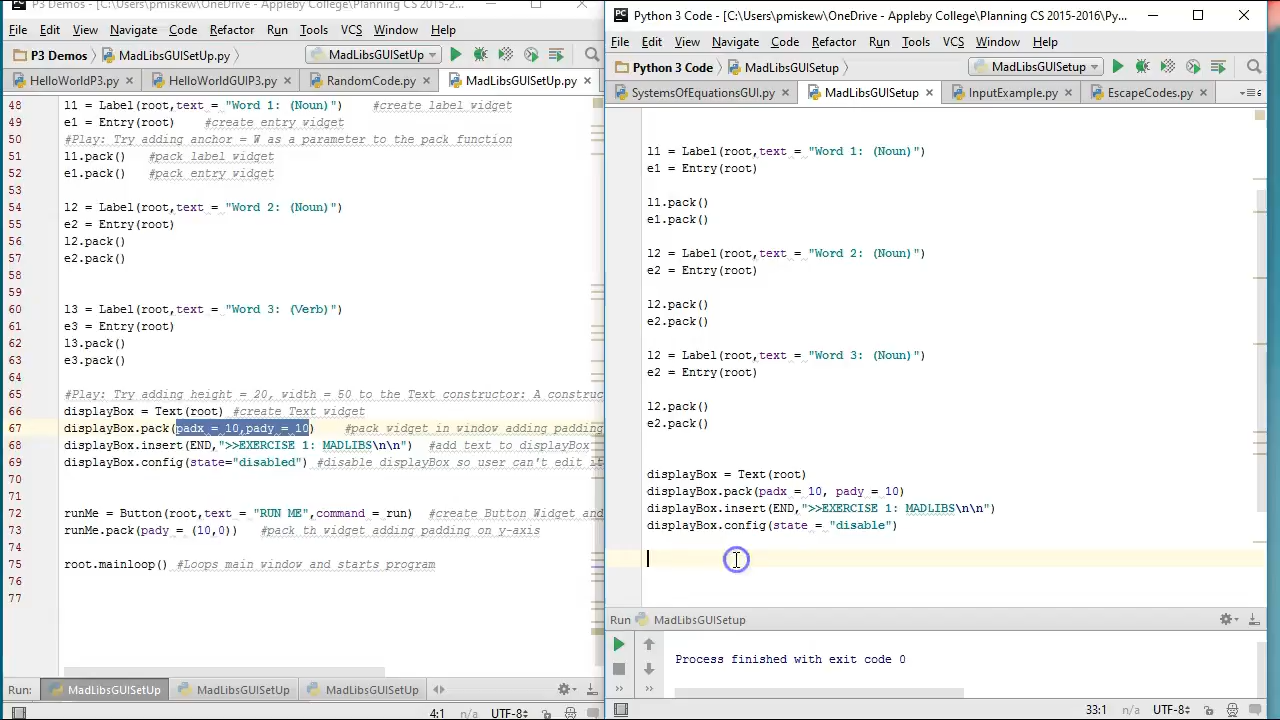 P3 Demos - [C:\Users\pmiskew\OneDrive - Appleby College\Planning CS 2015-2...
File Edit View Navigate Code Refactor Run Tools VCS Window Help
P3 Demos MadLibsGUISetUp.py MadLibsGUISetUp
HelloWorldP3.py HelloWorldGUIP3.py RandomCode.py MadLibsGUISetUp.py
48 l1 = Label(root,text = "Word 1: (Noun)") #create label widget
49 e1 = Entry(root) #create entry widget
50 #Play: Try adding anchor = W as a parameter to the pack function
51 l1.pack() #pack label widget
52 e1.pack() #pack entry widget
53
54 l2 = Label(root,text = "Word 2: (Noun)")
55 e2 = Entry(root)
56 l2.pack()
57 e2.pack()
58
59
60 l3 = Label(root,text = "Word 3: (Verb)")
61 e3 = Entry(root)
62 l3.pack()
63 e3.pack()
64
65 #Play: Try adding height = 20, width = 50 to the Text constructor: A construc
66 displayBox = Text(root) #create Text widget
67 displayBox.pack(padx = 10,pady = 10) #pack widget in window adding padding
68 displayBox.insert(END,">>EXERCISE 1: MADLIBS\n\n") #add text to displayBox
69 displayBox.config(state="disabled") #disable displayBox so user can't edit it
70
71
72 runMe = Button(root,text = "RUN ME",command = run) #create Button Widget and
73 runMe.pack(pady = (10,0)) #pack th widget adding padding on y-axis
74
75 root.mainloop() #Loops main vindow and starts program
76
77
Run: MadLibsGUISetUp MadLibsGUISetUp MadLibsGUISetUp
4:1 n/a UTF-8
Python 3 Code - [C:\Users\pmiskew\OneDrive - Appleby College\Planning CS 2015-2016\Py...
File Edit View Navigate Code Refactor Run Tools VCS Window Help
Python 3 Code MadLibsGUISetup MadLibsGUISetup
SystemsOfEquationsGUI.py MadLibsGUISetup InputExample.py EscapeCodes.py
l1 = Label(root,text = "Word 1: (Noun)")
e1 = Entry(root)
l1.pack()
e1.pack()
l2 = Label(root,text = "Word 2: (Noun)")
e2 = Entry(root)
l2.pack()
e2.pack()
l2 = Label(root,text = "Word 3: (Noun)")
e2 = Entry(root)
l2.pack()
e2.pack()
displayBox = Text(root)
displayBox.pack(padx = 10, pady = 10)
displayBox.insert(END,">>EXERCISE 1: MADLIBS\n\n")
displayBox.config(state = "disable")
Run MadLibsGUISetup
Process finished with exit code 0
33:1 n/a UTF-8